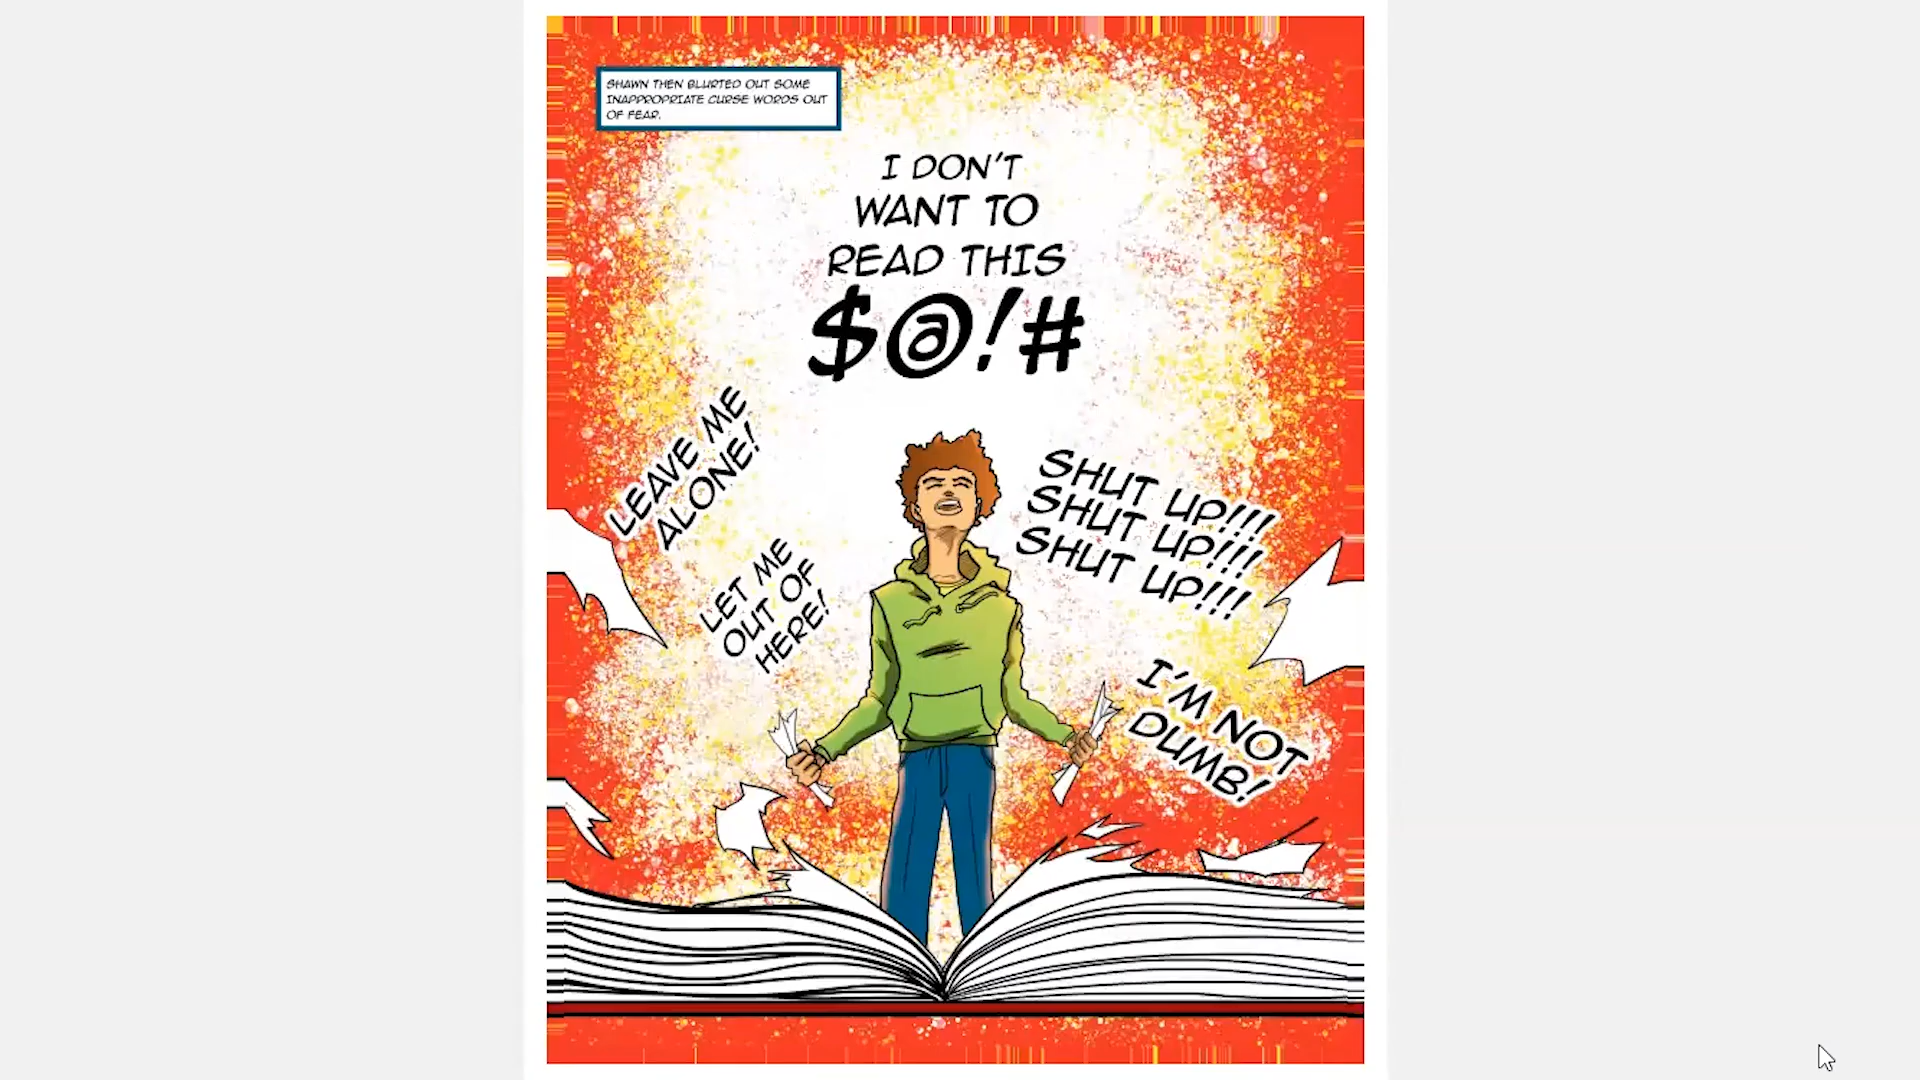 SHAWN THEN BLURTED OUT SOME
INAPPROPRIATE CURSE WORDS OUT
OF FEAR.
I DON'T
WANT TO
READ THIS
$@!#
LEAVE ME
ALONE!
LET ME
OUT OF
HERE!
SHUT UP!!!
SHUT UP!!!
SHUT UP!!!
I'M NOT
DUMB!